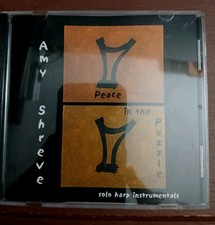 Amy Shreve
Peace
in the
puzzle
solo harp instrumentals